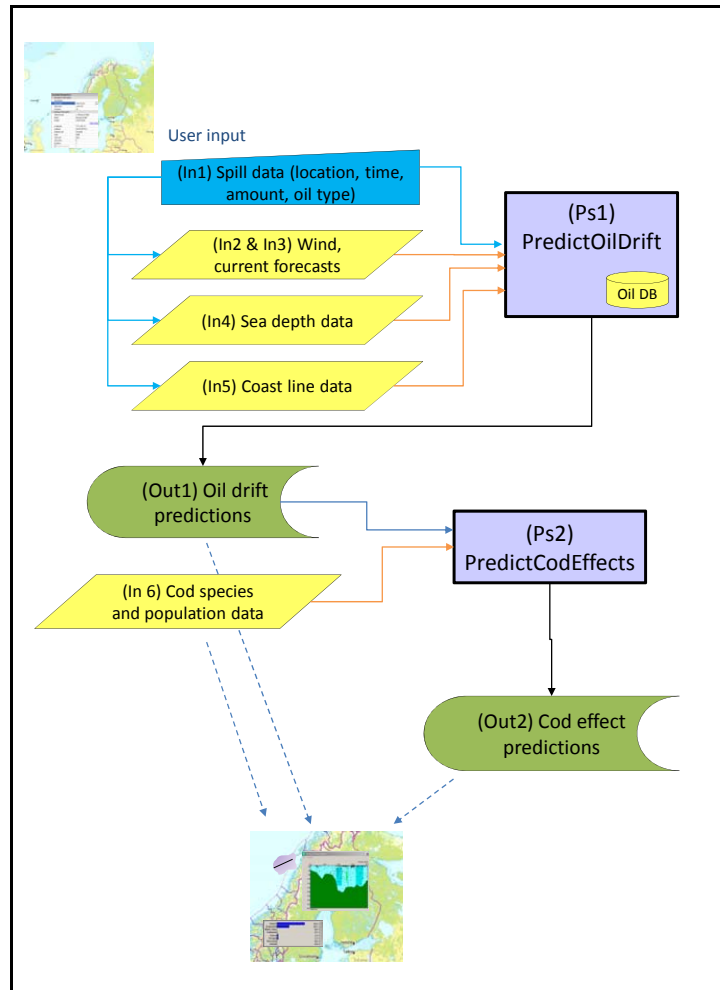 User input
(In1) Spill data (location, time,
amount, oil type)
(Ps1)
PredictOilDrift
(In2 & In3) Wind,
current forecasts
Oil DB
(In4) Sea depth data
(In5) Coast line data
(Out1) Oil drift
predictions
(Ps2)
PredictCodEffects
(In 6) Cod species
and population data
(Out2) Cod effect
predictions